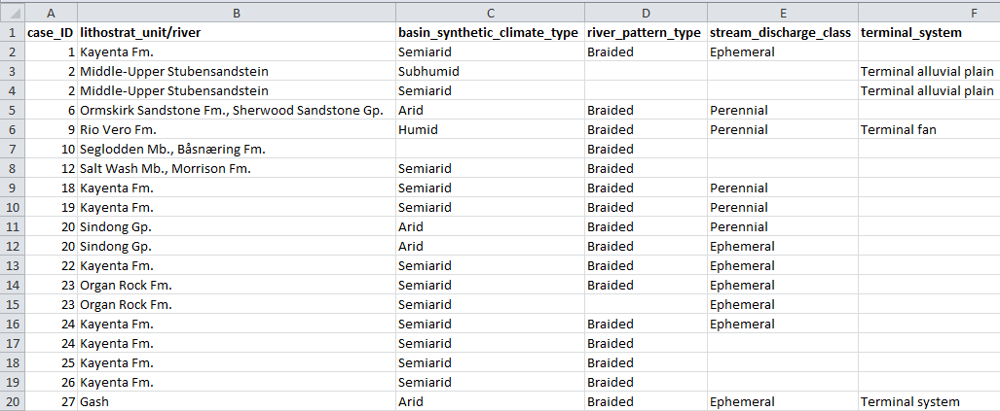 A B C D E F
1 case_ID lithostrat_unit/river basin_synthetic_climate_type river_pattern_type stream_discharge_class terminal_system
2 1 Kayenta Fm. Semiarid Braided Ephemeral
3 2 Middle-Upper Stubensandstein Subhumid Terminal alluvial plain
4 2 Middle-Upper Stubensandstein Semiarid Terminal alluvial plain
5 6 Ormskirk Sandstone Fm., Sherwood Sandstone Gp. Arid Braided Perennial
6 9 Rio Vero Fm. Humid Braided Perennial Terminal fan
7 10 Seglodden Mb., Båsnæring Fm. Braided
8 12 Salt Wash Mb., Morrison Fm. Semiarid Braided
9 18 Kayenta Fm. Semiarid Braided Perennial
10 19 Kayenta Fm. Semiarid Braided Perennial
11 20 Sindong Gp. Arid Braided Perennial
12 20 Sindong Gp. Arid Braided Ephemeral
13 22 Kayenta Fm. Semiarid Braided Ephemeral
14 23 Organ Rock Fm. Semiarid Braided Ephemeral
15 23 Organ Rock Fm. Semiarid Ephemeral
16 24 Kayenta Fm. Semiarid Braided Ephemeral
17 24 Kayenta Fm. Semiarid Braided
18 25 Kayenta Fm. Semiarid Braided
19 26 Kayenta Fm. Semiarid Braided
20 27 Gash Arid Braided Ephemeral Terminal system